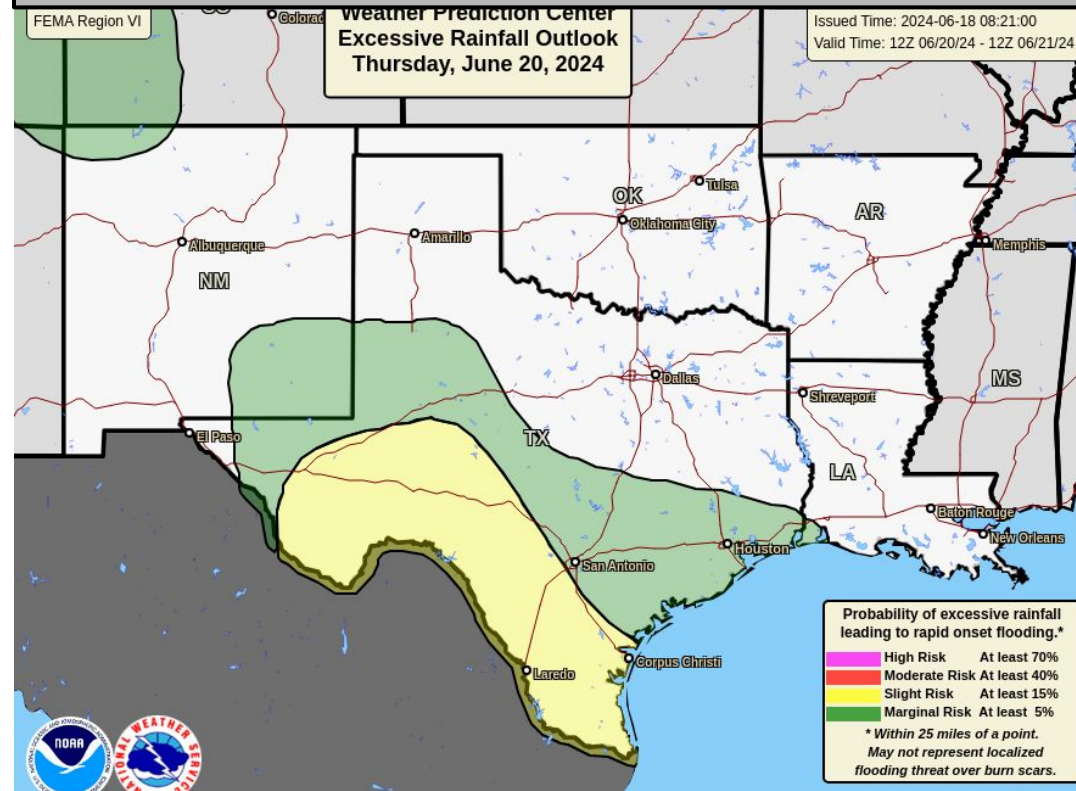 FEMA Region VI
Weather Prediction Center
Excessive Rainfall Outlook
Thursday, June 20, 2024
Issued Time: 2024-06-18 08:21:00
Valid Time: 12Z 06/20/24 - 12Z 06/21/24
Tulsa
OK
Oklahoma City
AR
Amarillo
Albuquerque
Memphis
NM
Dallas
MS
Shreveport
El Paso
TX
LA
Baton Rouge
New Orleans
Houston
San Antonio
Corpus Christi
Laredo
Probability of excessive rainfall
leading to rapid onset flooding.*
High Risk At least 70%
Moderate Risk At least 40%
Slight Risk At least 15%
Marginal Risk At least 5%
* Within 25 miles of a point.
May not represent localized
flooding threat over burn scars.
NOAA
NATIONAL WEATHER SERVICE